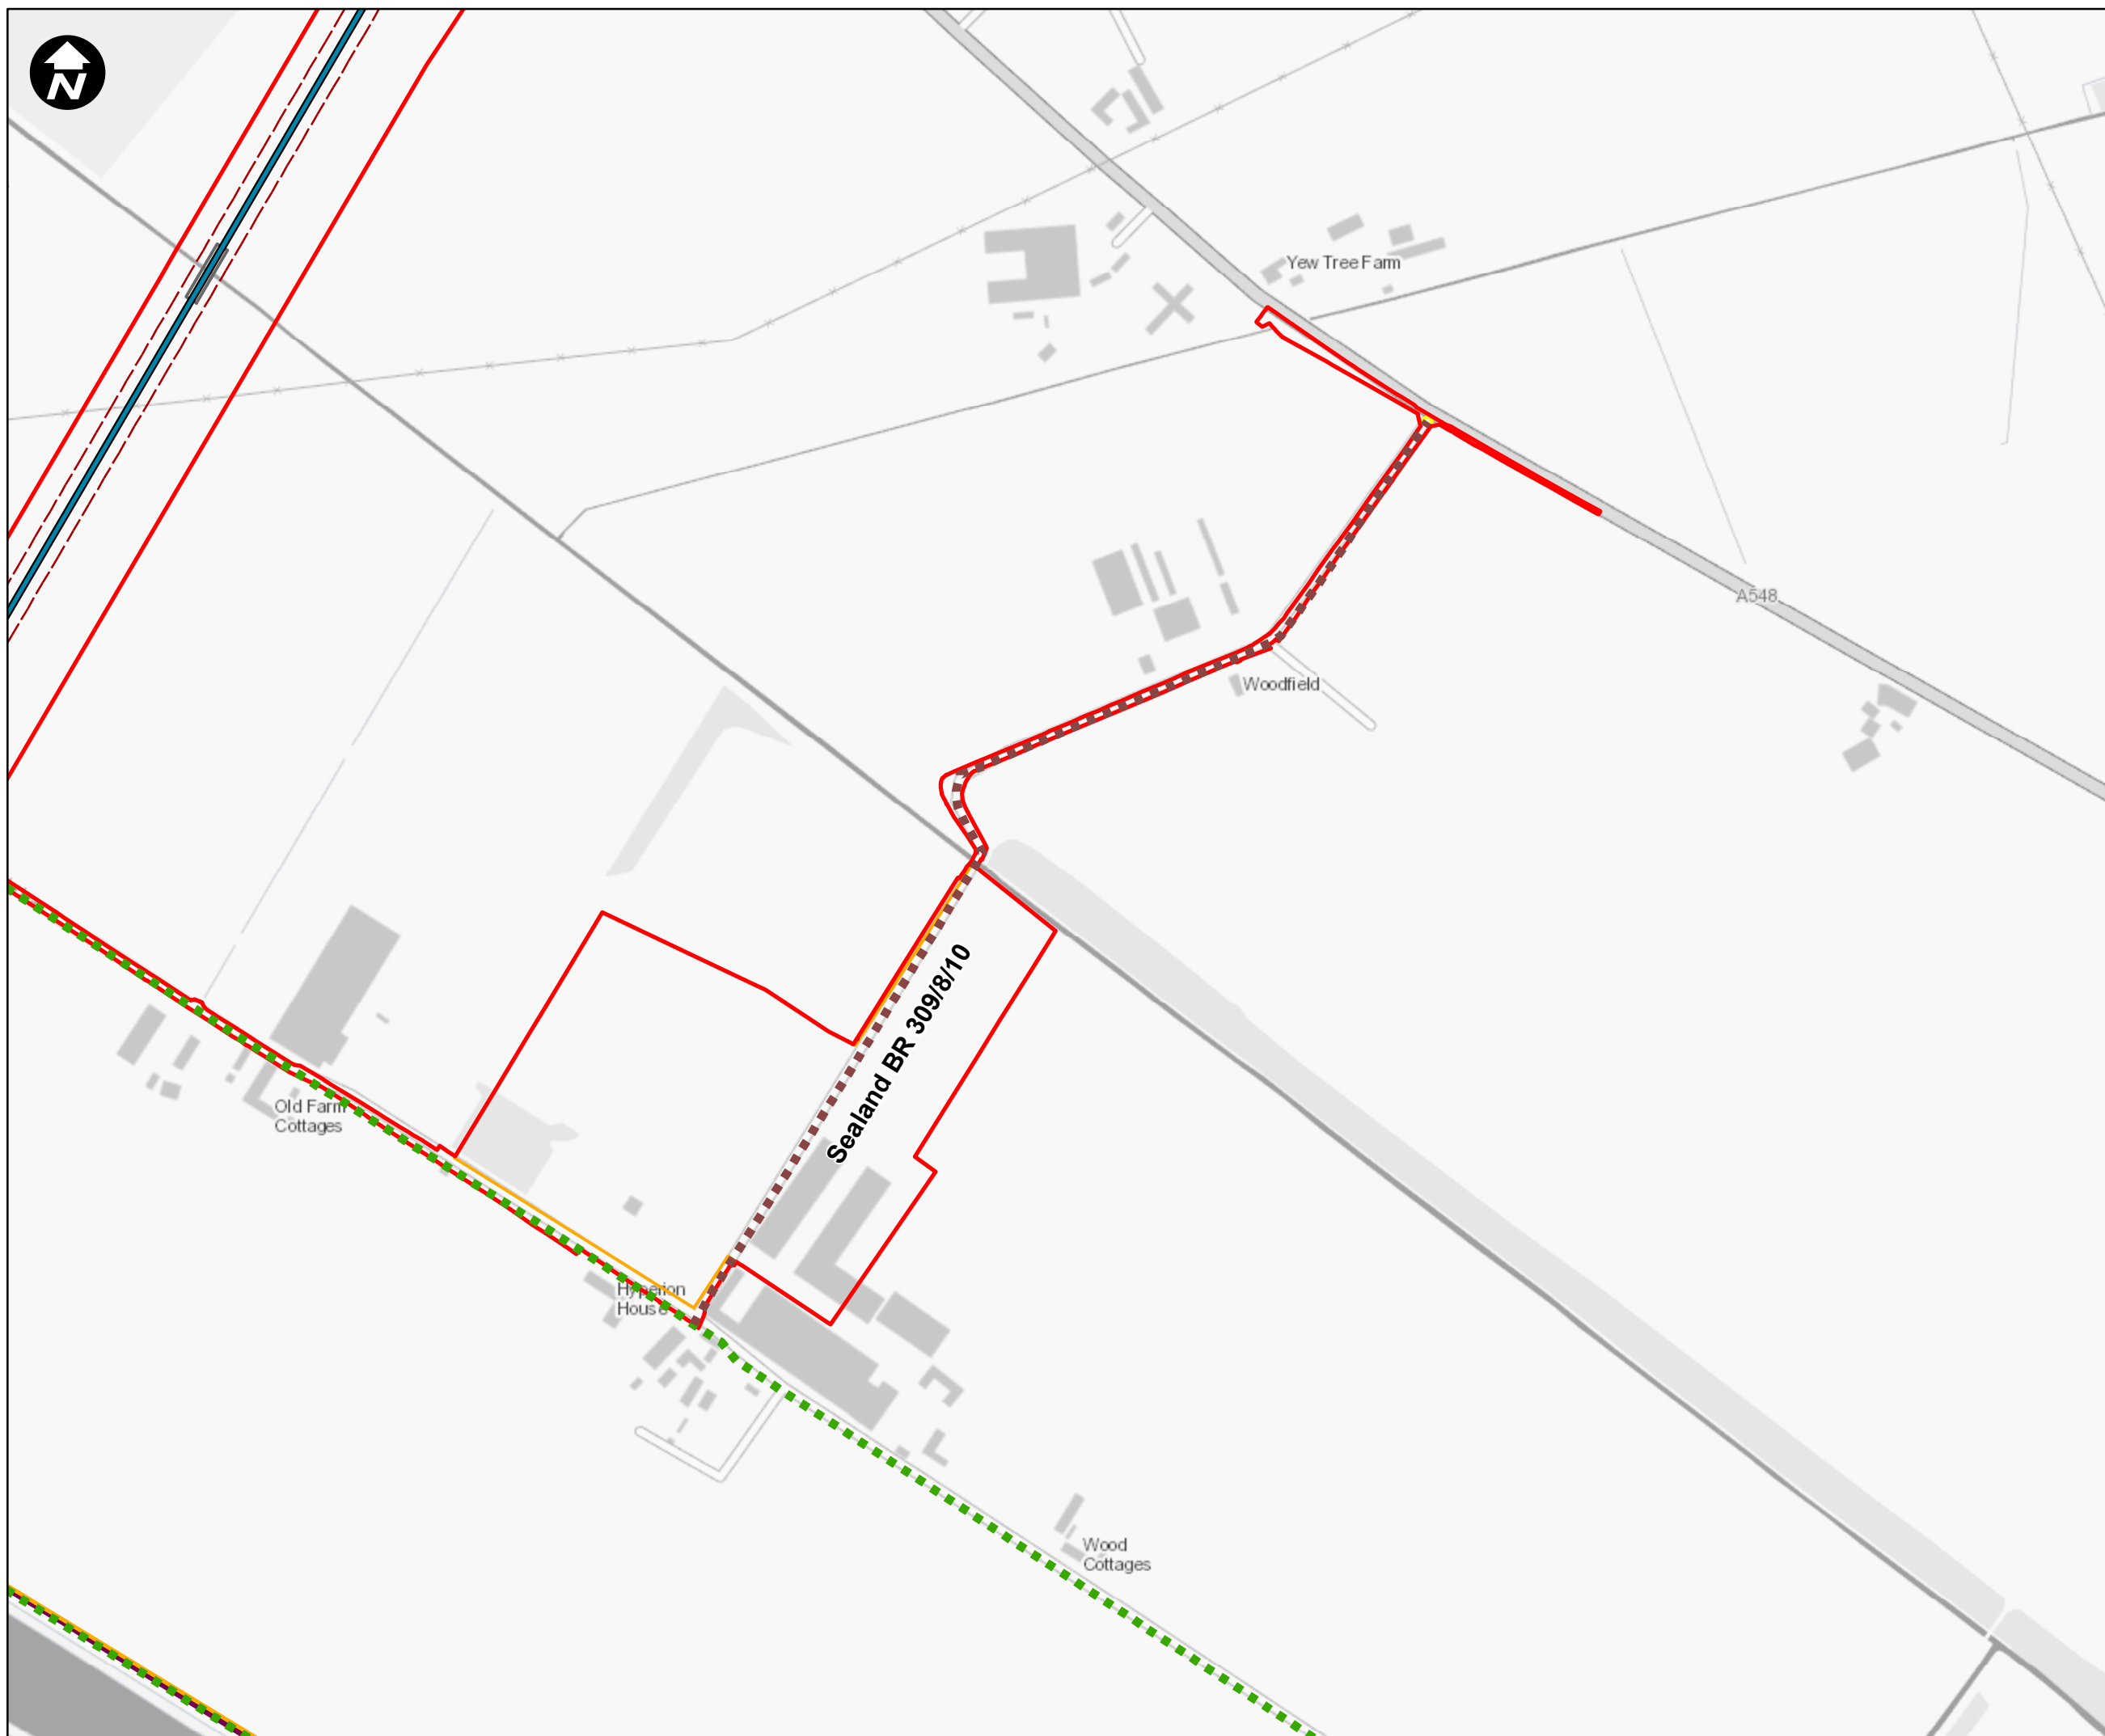 N
Yew Tree Farm
A548
Woodfield
Sealand BR 309/8/10
Old Farm
Cottages
Hyperion
House
Wood
Cottages